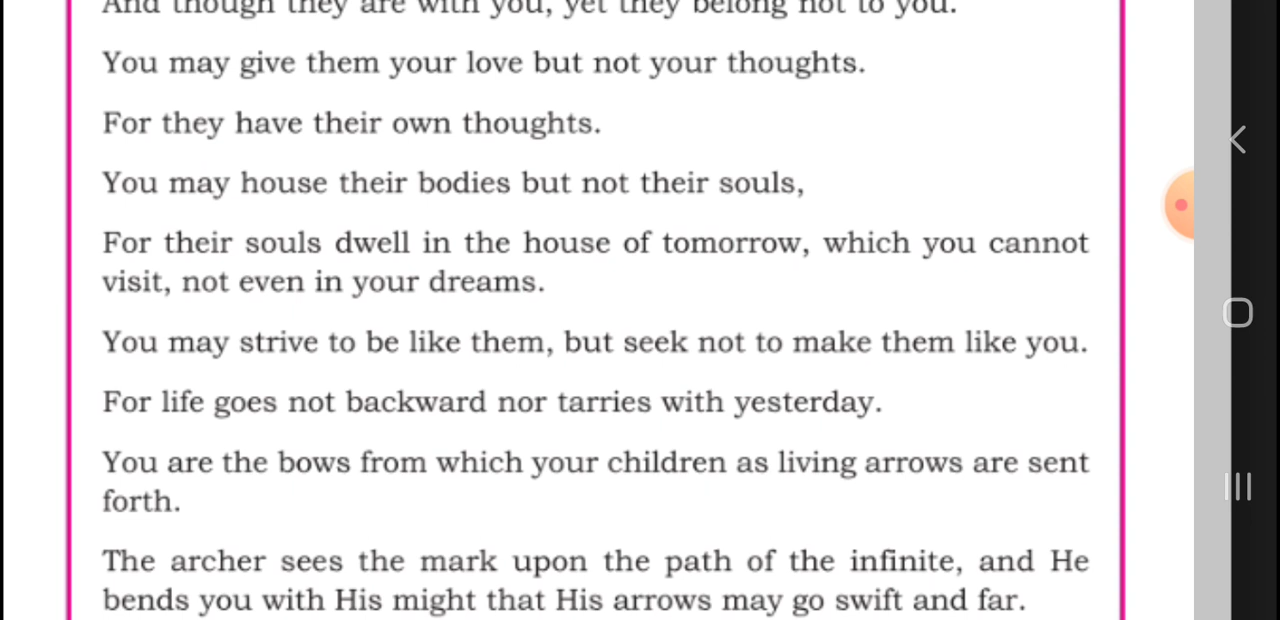 And though they are with you, yet they belong not to you.
You may give them your love but not your thoughts.
For they have their own thoughts.
You may house their bodies but not their souls,
For their souls dwell in the house of tomorrow, which you cannot
visit, not even in your dreams.
You may strive to be like them, but seek not to make them like you.
For life goes not backward nor tarries with yesterday.
You are the bows from which your children as living arrows are sent
forth.
The archer sees the mark upon the path of the infinite, and He
bends you with His might that His arrows may go swift and far.